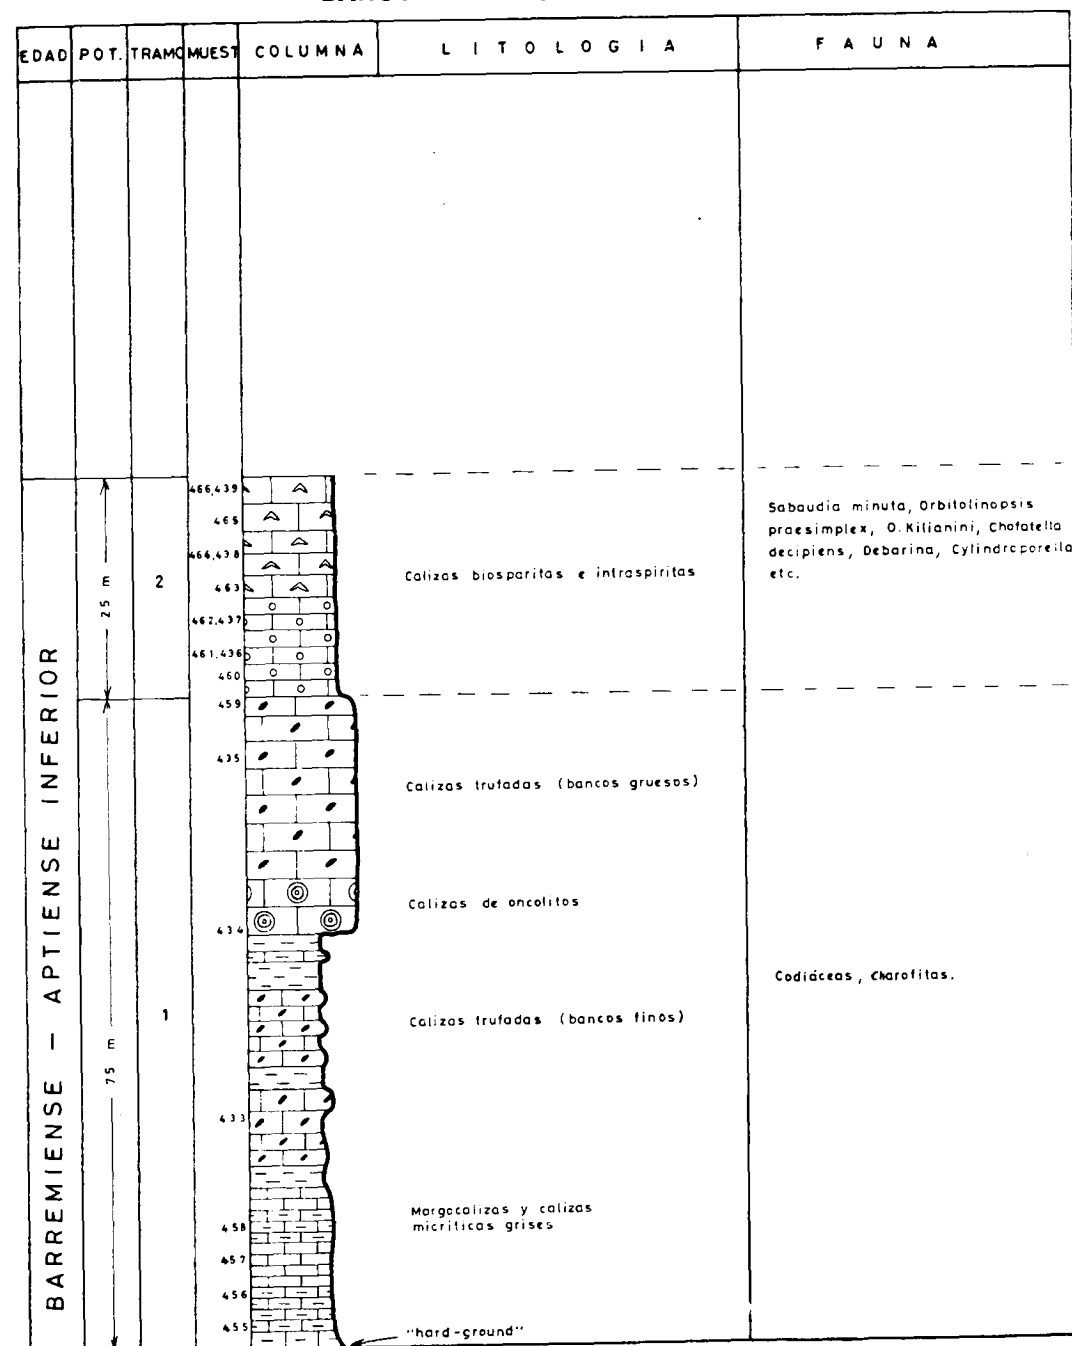 EDAD POT. TRAMO MUEST COLUMNA LITOLOGIA FAUNA
BARREMIENSE — APTIENSE INFERIOR
25 m
75 m
2
1
466,439
465
466,438
463
462,437
461,436
460
459
435
434
433
458
457
456
455
Calizas biosparitas e intraspiritas
Calizas trufadas (bancos gruesos)
Calizas de oncolitos
Calizas trufadas (bancos finos)
Margocalizas y calizas
micriticas grises
"hard-ground"
Sabaudia minuta, Orbitolinopsis
praesimplex, O. Kilianini, Chofatella
decipiens, Debarina, Cylindroporella
etc.
Codiáceas, Charofitas.